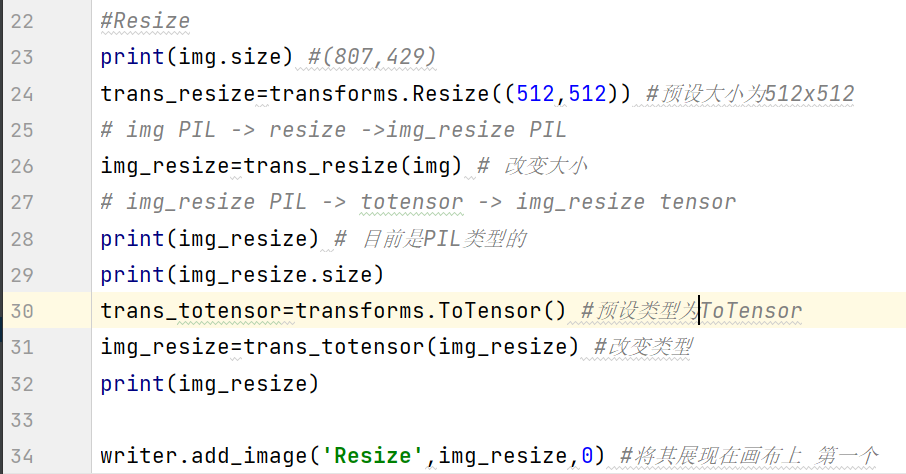 22 #Resize
23 print(img.size) #(807,429)
24 trans_resize=transforms.Resize((512,512)) #预设大小为512x512
25 # img PIL -> resize ->img_resize PIL
26 img_resize=trans_resize(img) # 改变大小
27 # img_resize PIL -> totensor -> img_resize tensor
28 print(img_resize) # 目前是PIL类型的
29 print(img_resize.size)
30 trans_totensor=transforms.ToTensor() #预设类型为ToTensor
31 img_resize=trans_totensor(img_resize) #改变类型
32 print(img_resize)
33
34 writer.add_image('Resize',img_resize,0) #将其展现在画布上 第一个